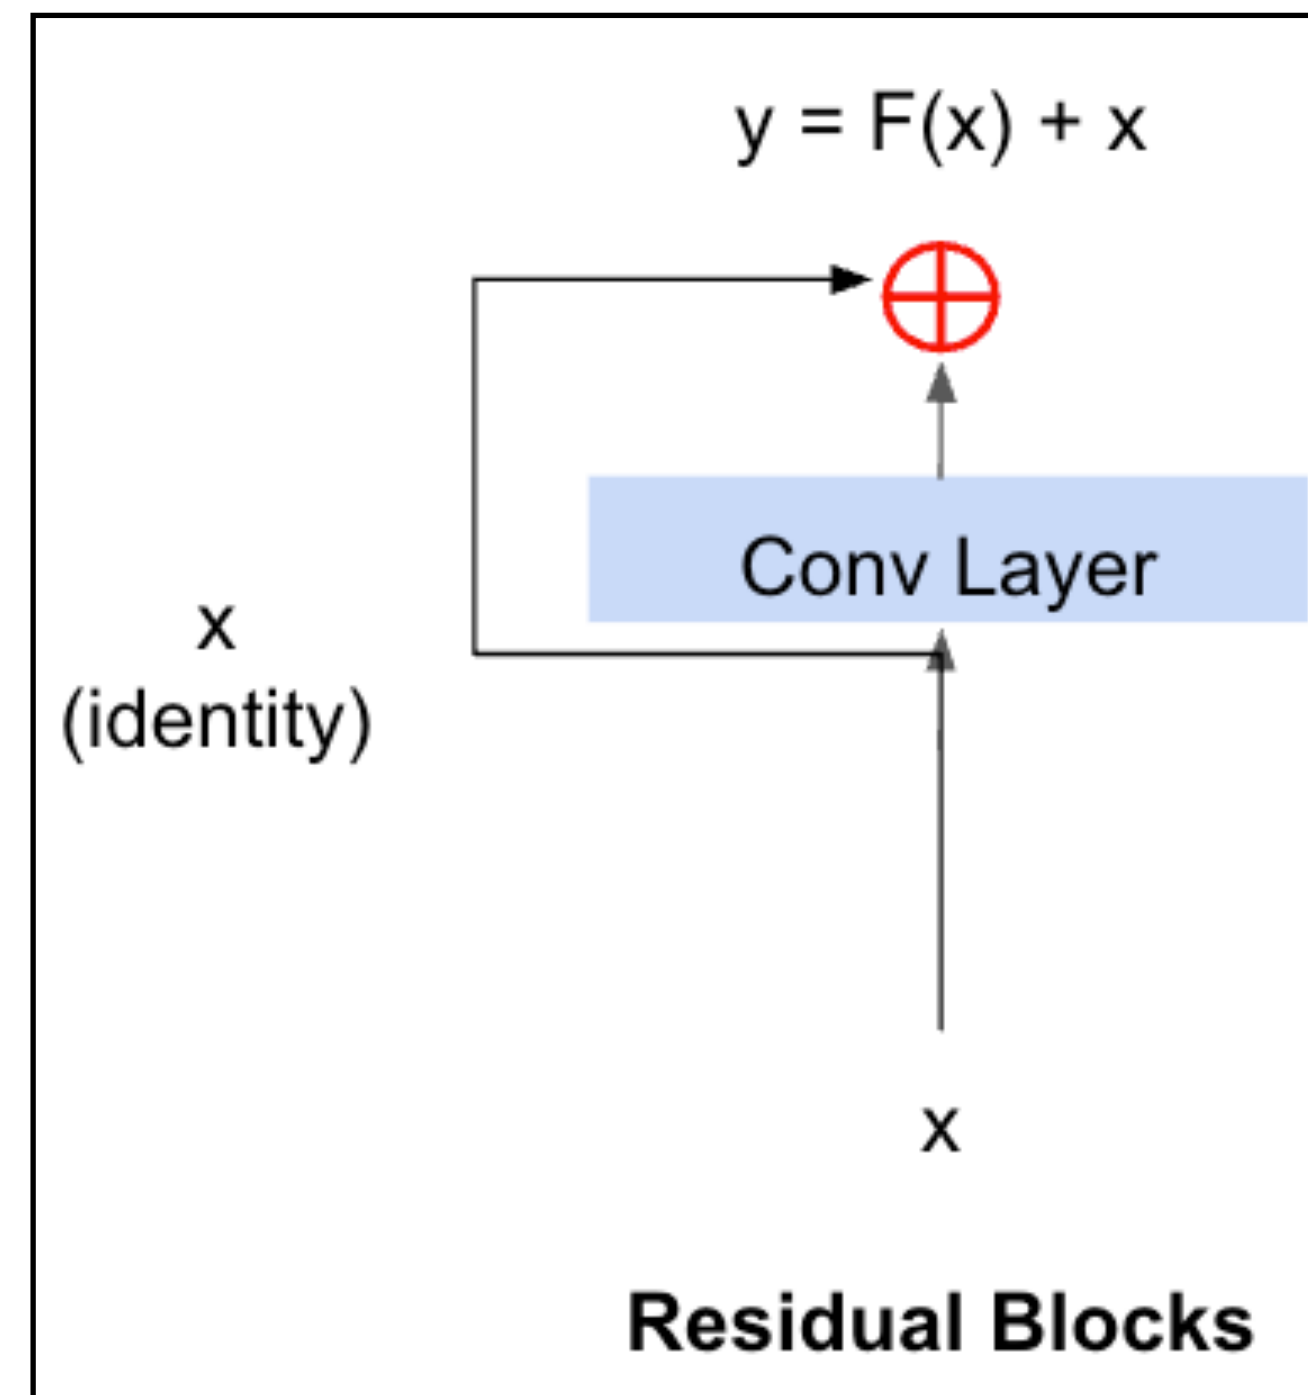 y = F(x) + x
Conv Layer
x
(identity)
x
Residual Blocks